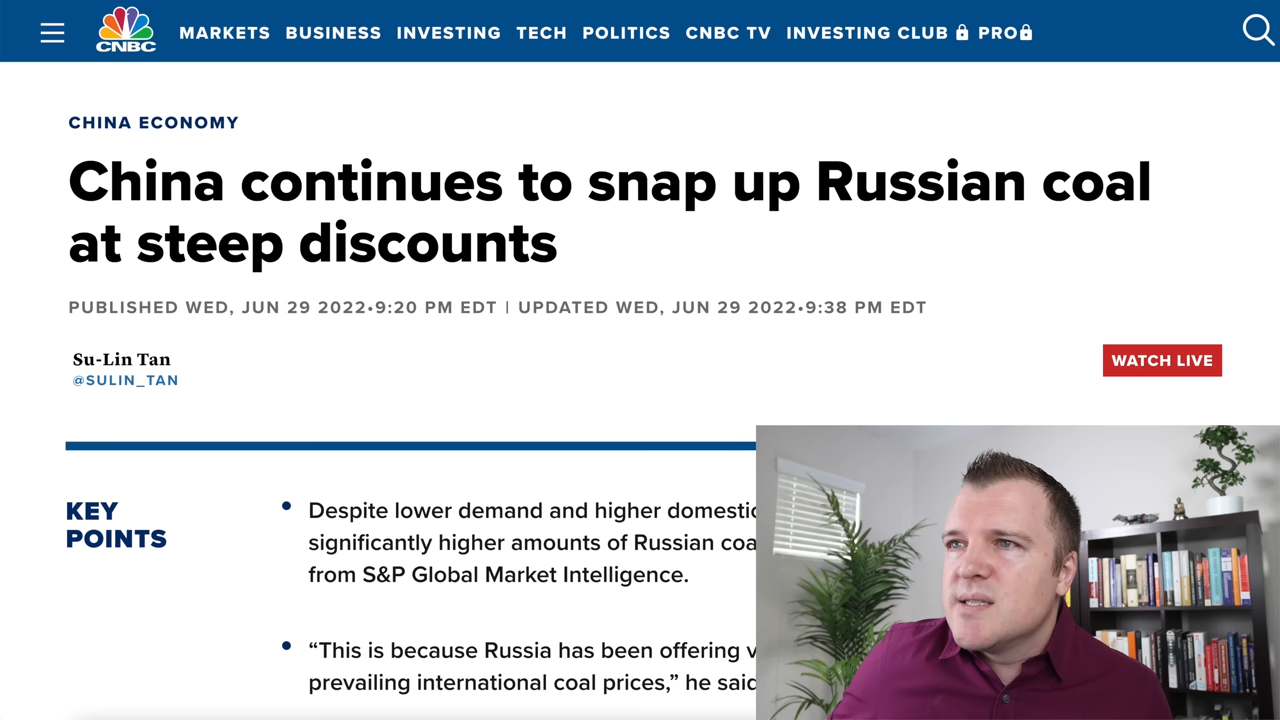 CNBC
MARKETS BUSINESS INVESTING TECH POLITICS CNBC TV INVESTING CLUB PRO
CHINA ECONOMY
China continues to snap up Russian coal
at steep discounts
PUBLISHED WED, JUN 29 2022•9:20 PM EDT | UPDATED WED, JUN 29 2022•9:38 PM EDT
Su-Lin Tan
@SULIN_TAN
WATCH LIVE
KEY
POINTS
• Despite lower demand and higher domestic
significantly higher amounts of Russian coa
from S&P Global Market Intelligence.
• “This is because Russia has been offering v
prevailing international coal prices,” he said